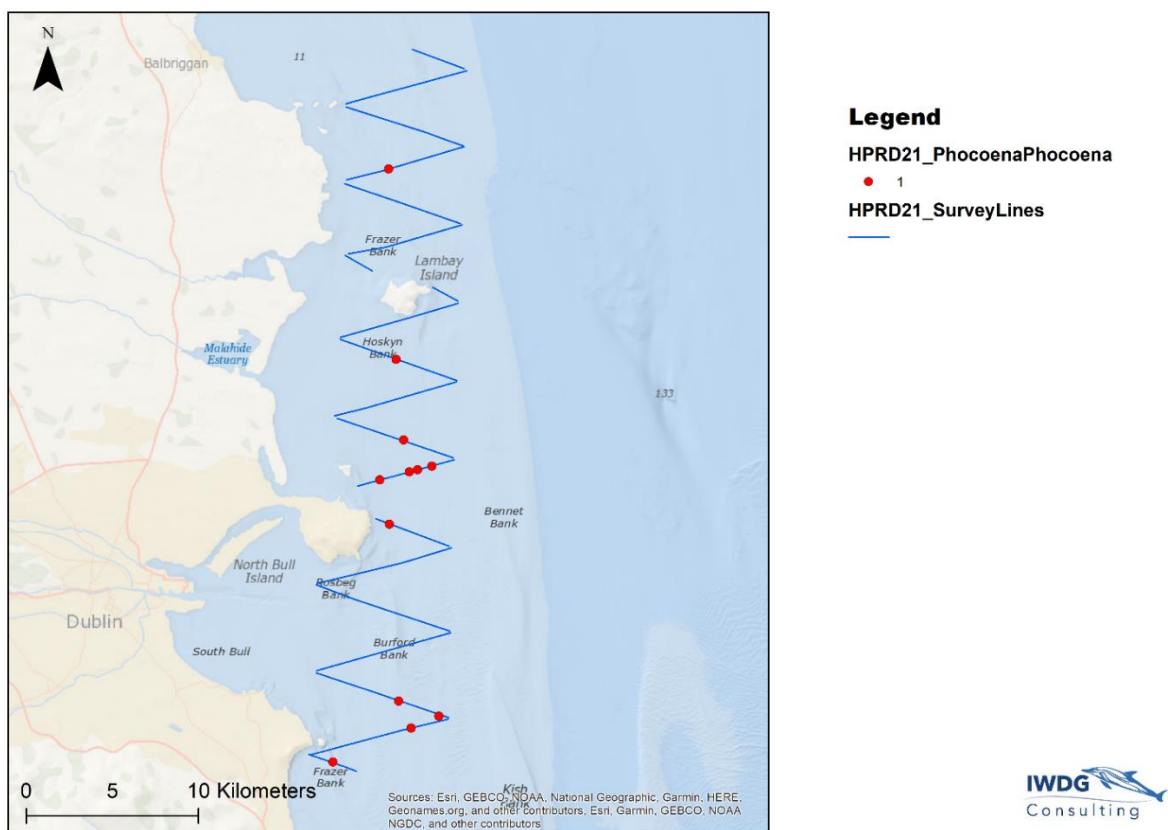 N
Balbriggan
11
Frazer
Bank
Lambay
Island
Malahide
Estuary
Hoskyn
Bank
133
Bennet
Bank
North Bull
Island
Rosbeg
Bank
Dublin
South Bull
Burford
Bank
Frazer
Bank
Kish
Bank
0 5 10 Kilometers
Sources: Esri, GEBCO, NOAA, National Geographic, Garmin, HERE,
Geonames.org, and other contributors, Esri, Garmin, GEBCO, NOAA
NGDC, and other contributors
Legend
HPRD21_PhocoenaPhocoena
1
HPRD21_SurveyLines
IWDG
Consulting